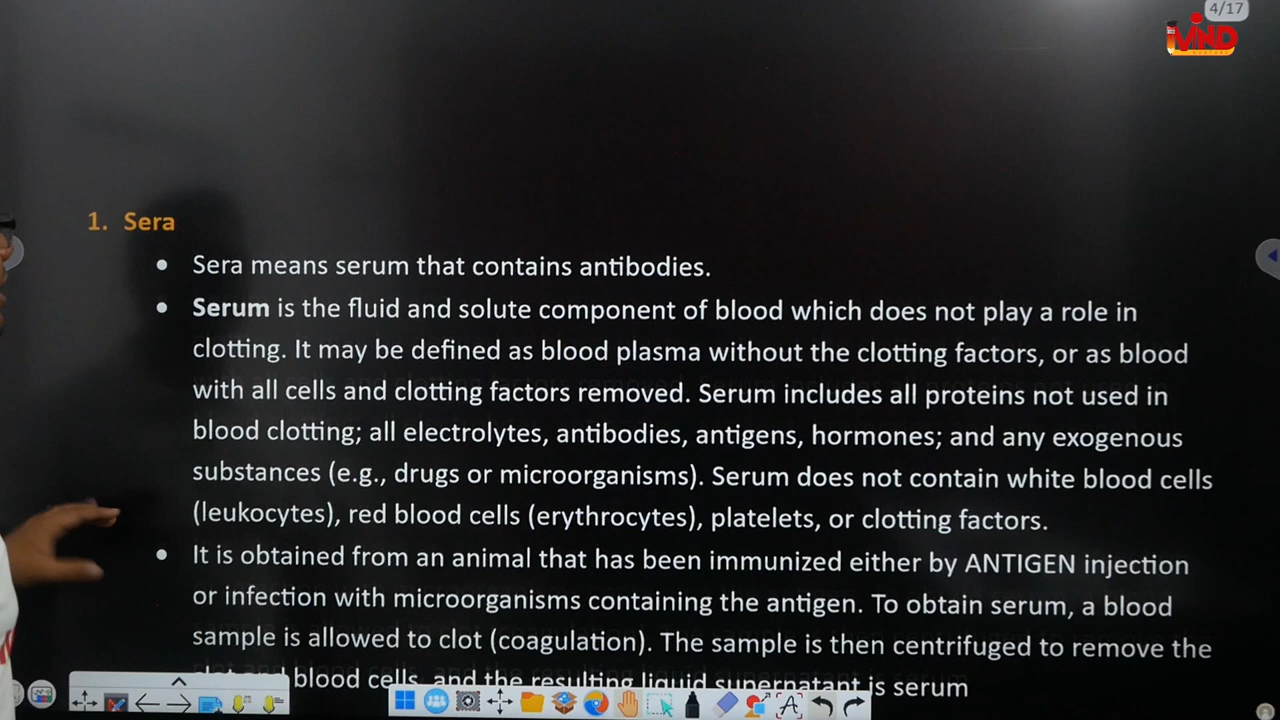 4/17
MIND
1. Sera
• Sera means serum that contains antibodies.
• Serum is the fluid and solute component of blood which does not play a role in
clotting. It may be defined as blood plasma without the clotting factors, or as blood
with all cells and clotting factors removed. Serum includes all proteins not used in
blood clotting; all electrolytes, antibodies, antigens, hormones; and any exogenous
substances (e.g., drugs or microorganisms). Serum does not contain white blood cells
(leukocytes), red blood cells (erythrocytes), platelets, or clotting factors.
• It is obtained from an animal that has been immunized either by ANTIGEN injection
or infection with microorganisms containing the antigen. To obtain serum, a blood
sample is allowed to clot (coagulation). The sample is then centrifuged to remove the
clot and blood cells, and the resulting liquid supernatant is serum